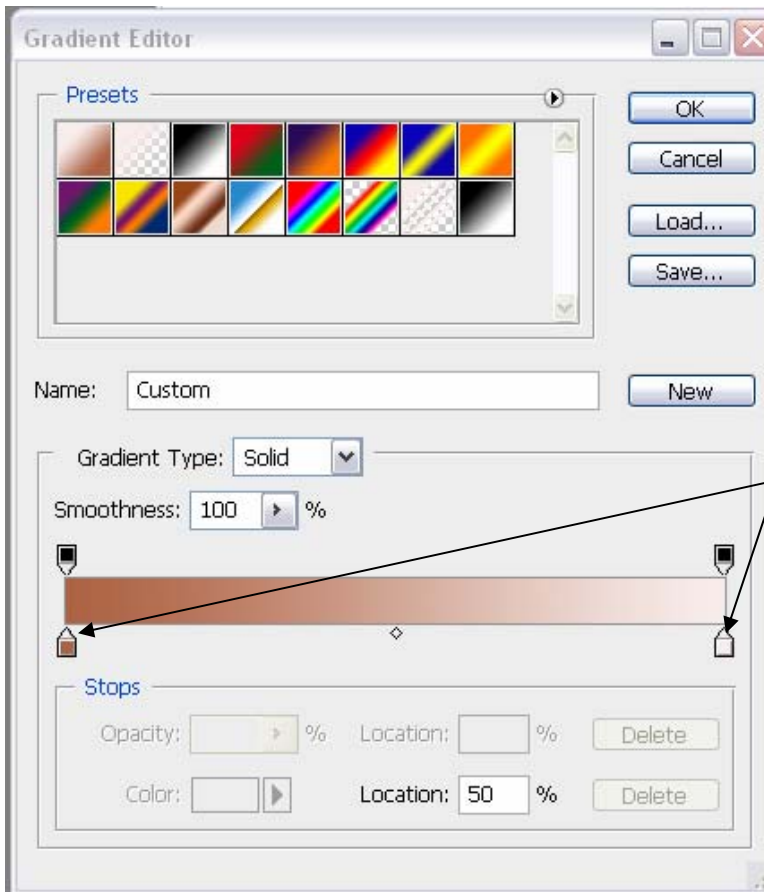 Gradient Editor
Presets
OK
Cancel
Load...
Save...
Name: Custom
New
Gradient Type: Solid
Smoothness: 100 %
Stops
Opacity: % Location: % Delete
Color: Location: 50 % Delete